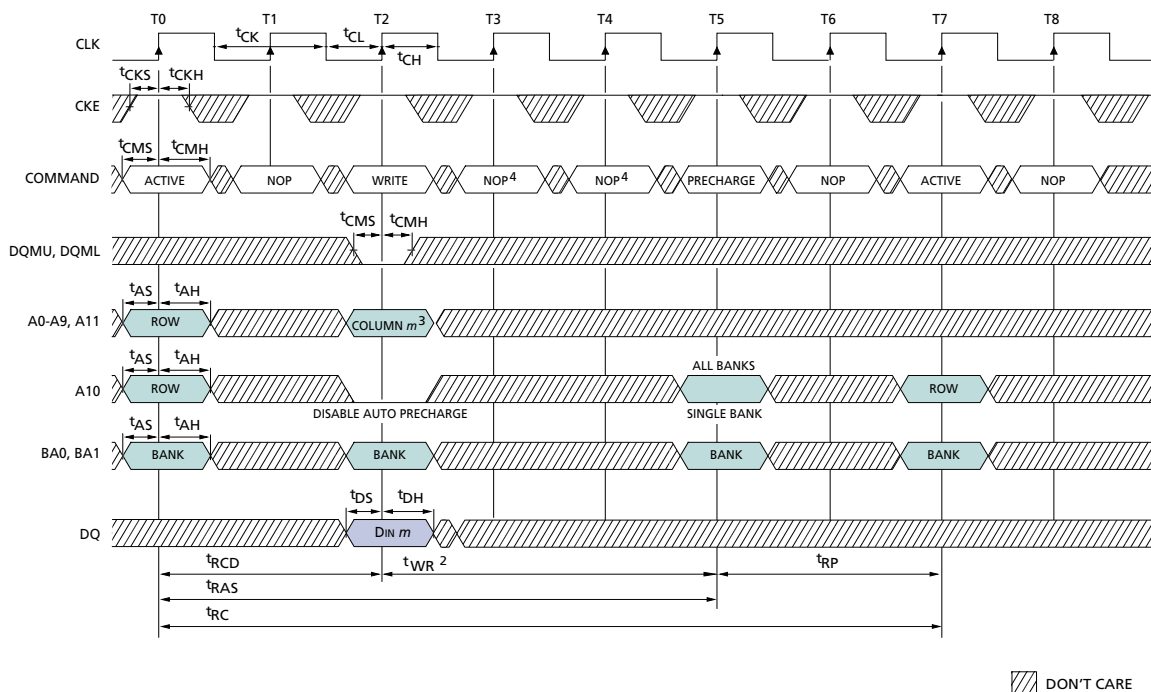 T0 T1 T2 T3 T4 T5 T6 T7 T8
CLK
tCK tCL
tCH
tCKS tCKH
CKE
tCMS tCMH
COMMAND ACTIVE NOP WRITE NOP4 NOP4 PRECHARGE NOP ACTIVE NOP
tCMS tCMH
DQMU, DQML
tAS tAH
A0-A9, A11 ROW COLUMN m3
tAS tAH
ALL BANKS
A10 ROW ROW
DISABLE AUTO PRECHARGE SINGLE BANK
tAS tAH
BA0, BA1 BANK BANK BANK BANK
tDS tDH
DQ DIN m
tRCD tWR 2 tRP
tRAS
tRC
DON'T CARE